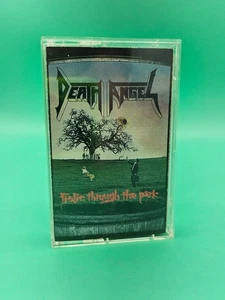 DEATH ANGEL
frolic through the park